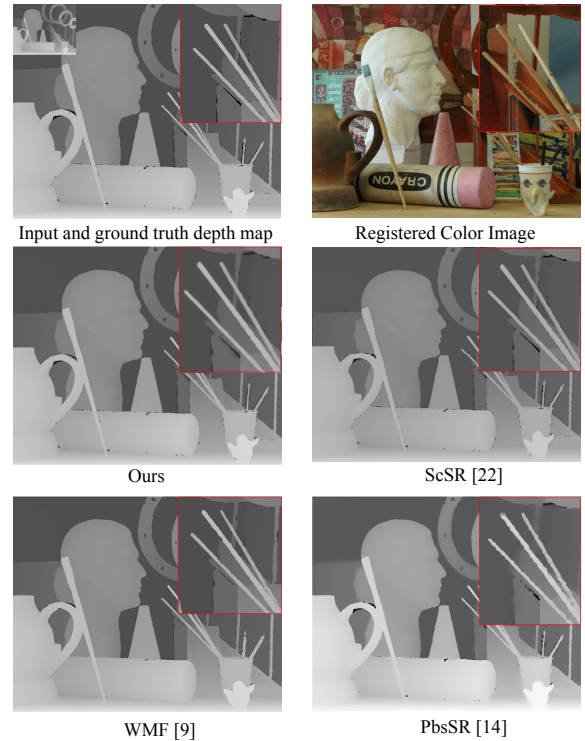 CRAYON
Input and ground truth depth map
Registered Color Image
Ours
ScSR [22]
WMF [9]
PbsSR [14]